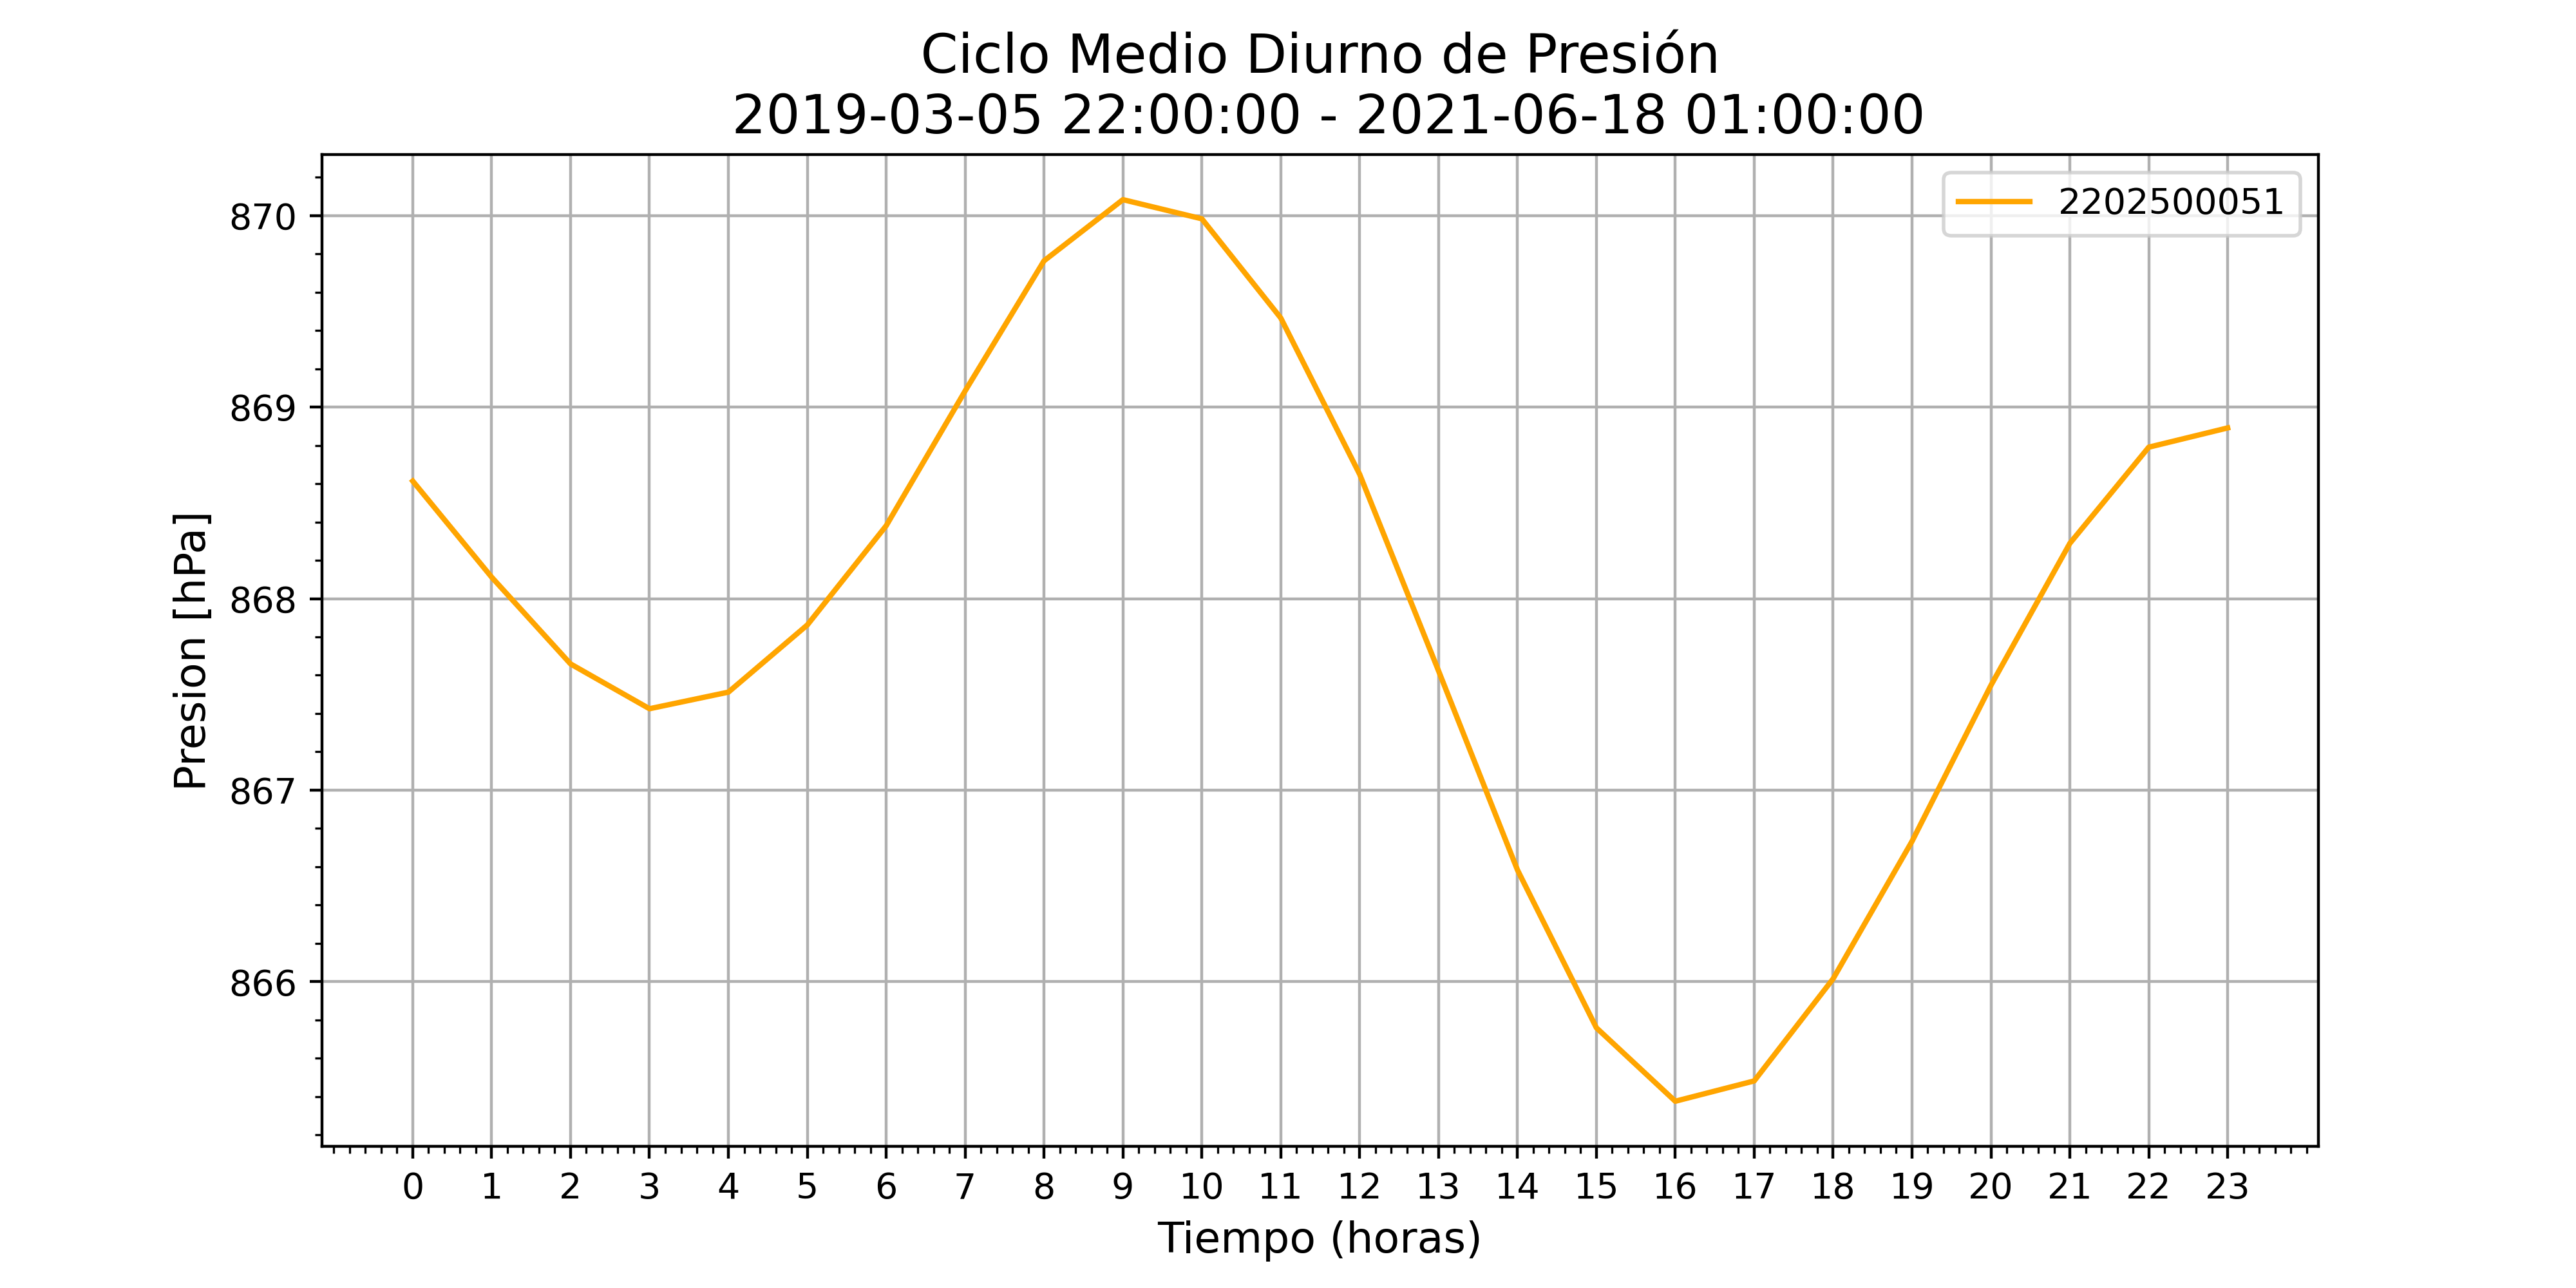 Ciclo Medio Diurno de Presión
2019-03-05 22:00:00 - 2021-06-18 01:00:00
2202500051
Presion [hPa]
870
869
868
867
866
0 1 2 3 4 5 6 7 8 9 10 11 12 13 14 15 16 17 18 19 20 21 22 23
Tiempo (horas)